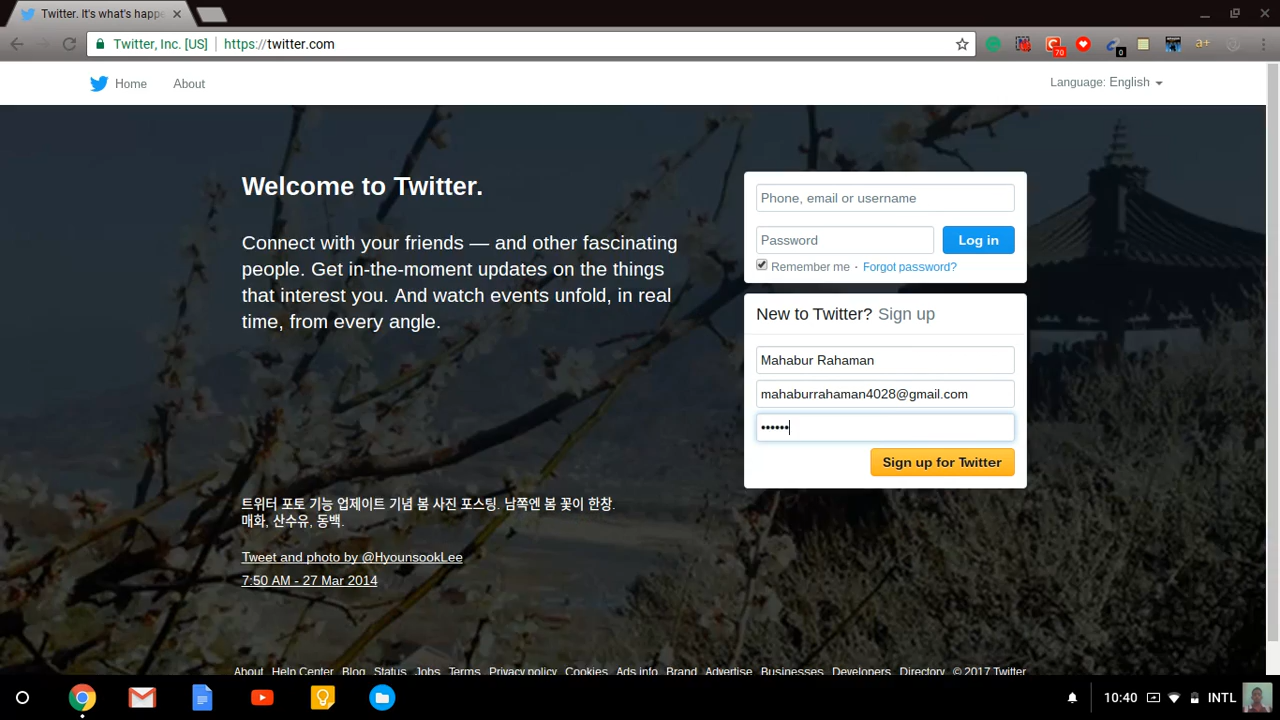 Twitter. It's what's happe
Twitter, Inc. [US]
https://twitter.com
70
0
a+
Home
About
Language: English
Welcome to Twitter.
Connect with your friends — and other fascinating
people. Get in-the-moment updates on the things
that interest you. And watch events unfold, in real
time, from every angle.
트위터 포토 기능 업제이트 기념 봄 사진 포스팅. 남쪽엔 봄 꽃이 한창.
매화, 산수유, 동백.
Tweet and photo by @HyounsookLee
7:50 AM - 27 Mar 2014
Phone, email or username
Password
Log in
Remember me · Forgot password?
New to Twitter? Sign up
Mahabur Rahaman
mahaburrahaman4028@gmail.com
••••••
Sign up for Twitter
About Help Center Blog Status Jobs Terms Privacy policy Cookies Ads info Brand Advertise Businesses Developers Directory © 2017 Twitter
10:40
INTL